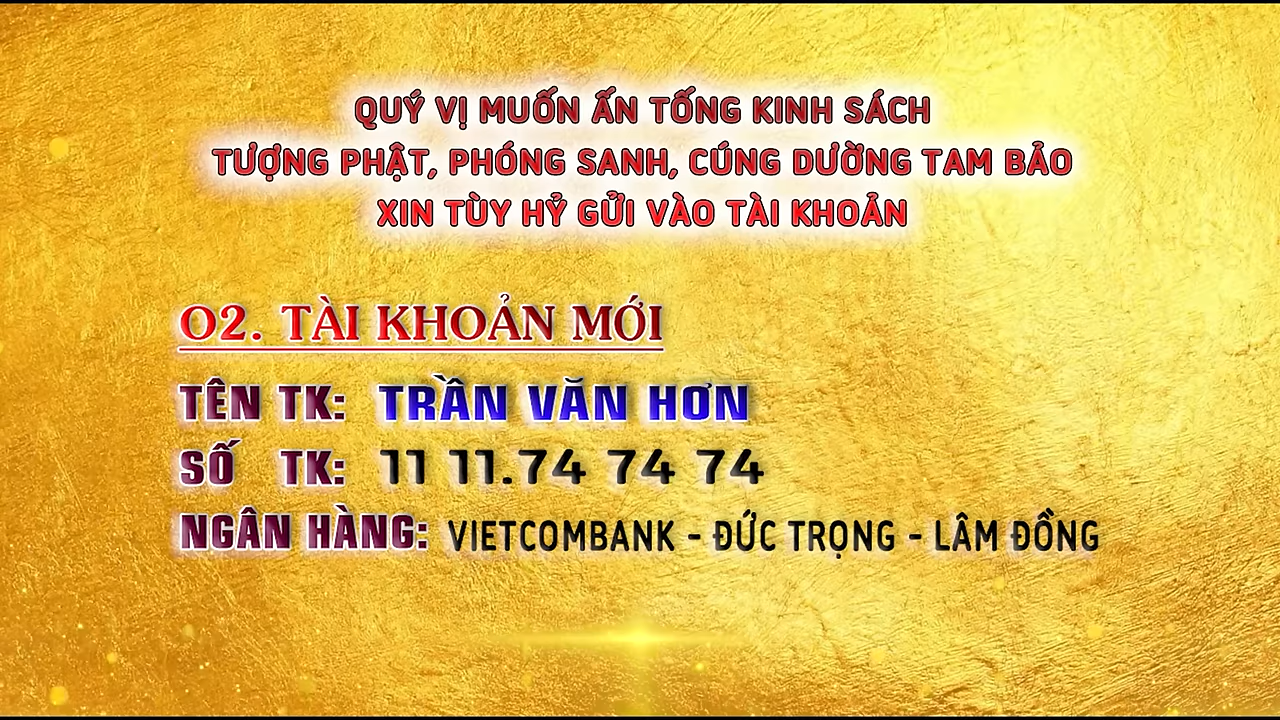 QUÝ VỊ MUỐN ẤN TỐNG KINH SÁCH
TƯỢNG PHẬT, PHÓNG SANH, CÚNG DƯỜNG TAM BẢO
XIN TÙY HỶ GỬI VÀO TÀI KHOẢN
02. TÀI KHOẢN MỚI
TÊN TK: TRẦN VĂN HƠN
SỐ TK: 11 11.74 74 74
NGÂN HÀNG: VIETCOMBANK - ĐỨC TRỌNG - LÂM ĐỒNG